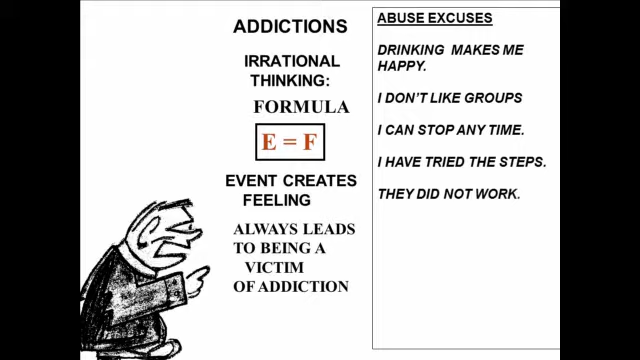 ADDICTIONS
IRRATIONAL
THINKING:
FORMULA
E = F
EVENT CREATES
FEELING
ALWAYS LEADS
TO BEING A
VICTIM
OF ADDICTION
ABUSE EXCUSES
DRINKING MAKES ME
HAPPY.
I DON'T LIKE GROUPS
I CAN STOP ANY TIME.
I HAVE TRIED THE STEPS.
THEY DID NOT WORK.